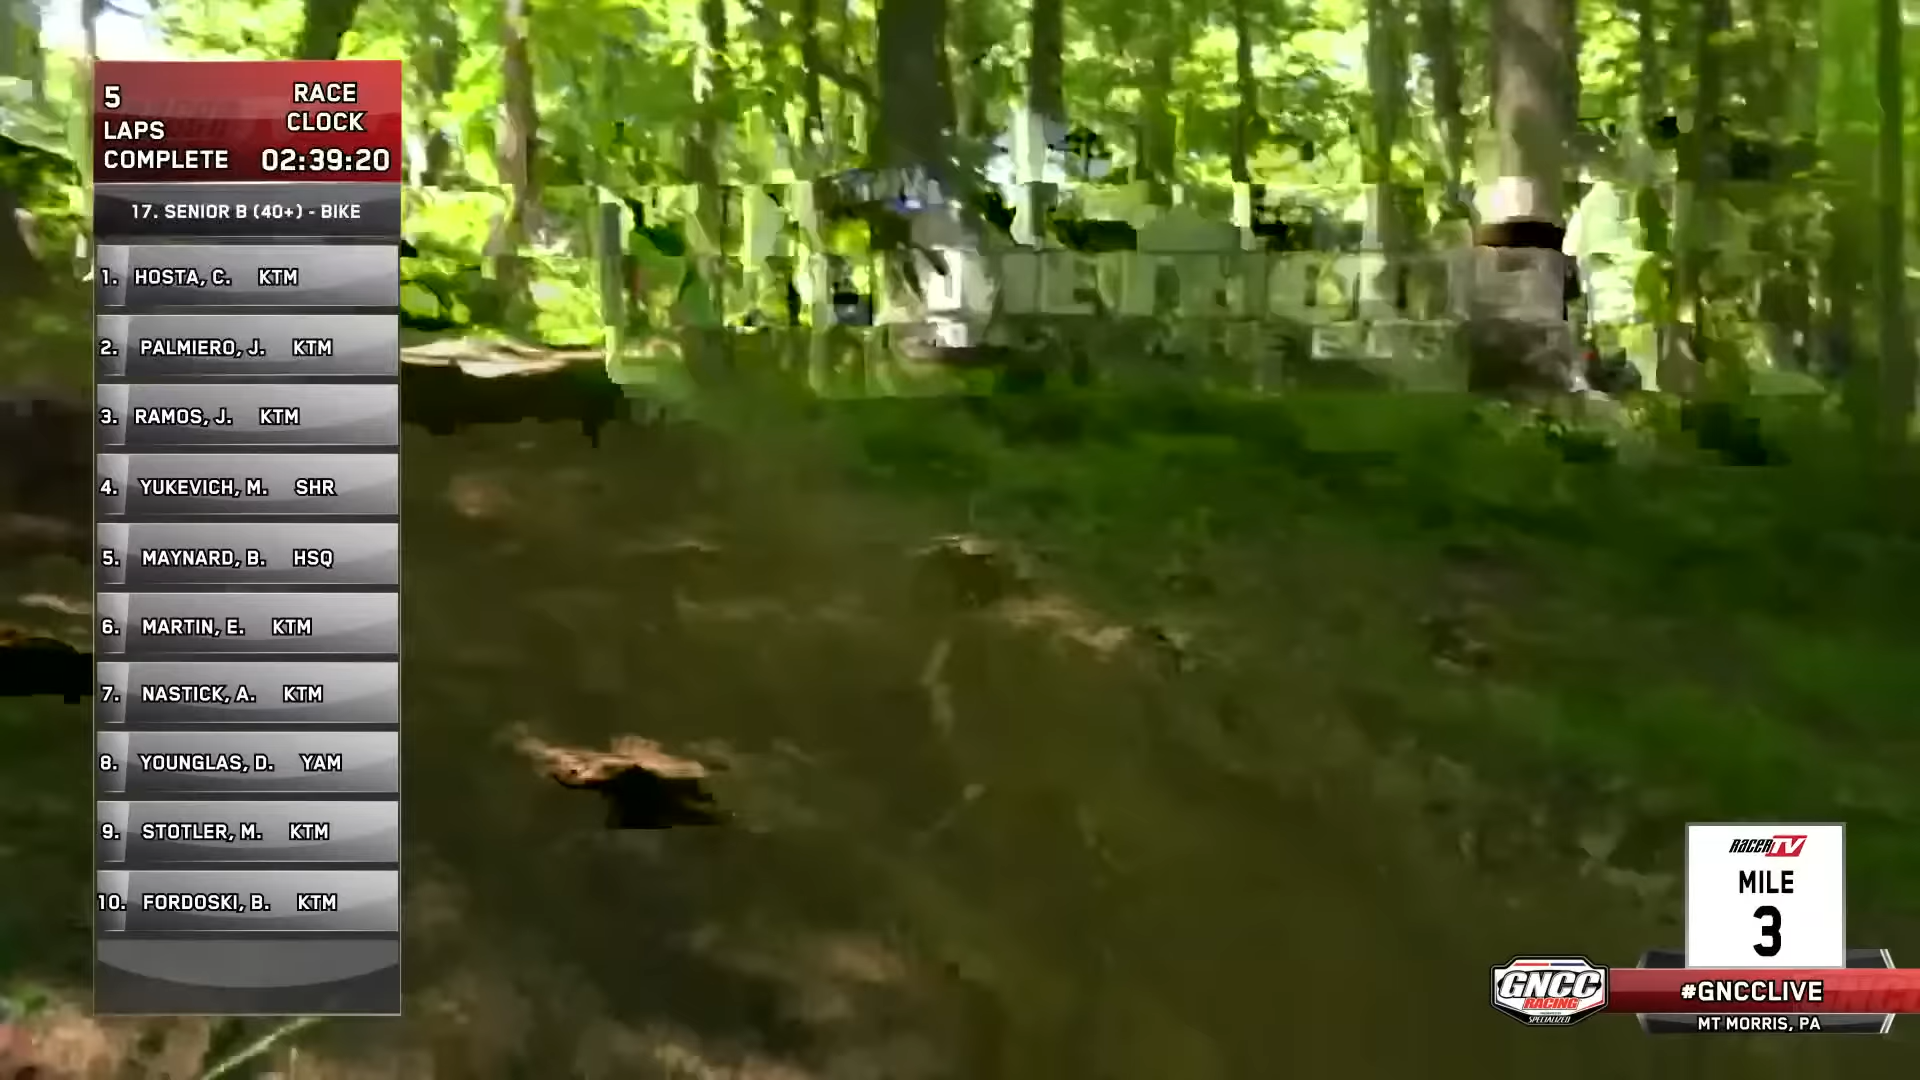 5
LAPS
COMPLETE
RACE
CLOCK
02:39:20
17. SENIOR B (40+) - BIKE
1. HOSTA, C. KTM
2. PALMIERO, J. KTM
3. RAMOS, J. KTM
4. YUKEVICH, M. SHR
5. MAYNARD, B. HSQ
6. MARTIN, E. KTM
7. NASTICK, A. KTM
8. YOUNGLAS, D. YAM
9. STOTLER, M. KTM
10. FORDOSKI, B. KTM
RACERTV
MILE
3
GNCC
RACING
SPECIALIZED
#GNCCLIVE
MT MORRIS, PA